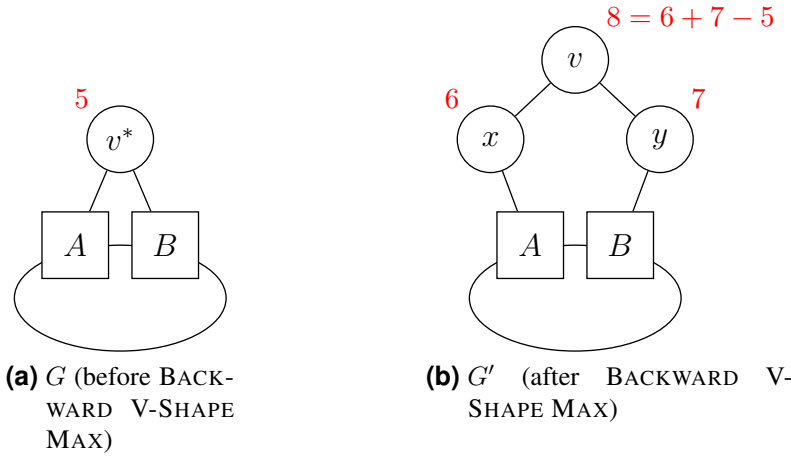 8 = 6 + 7 − 5
v
5
6
7
v*
x
y
A B
A B
(a) G (before BACK-
WARD V-SHAPE
MAX)
(b) G′ (after BACKWARD V-
SHAPE MAX)